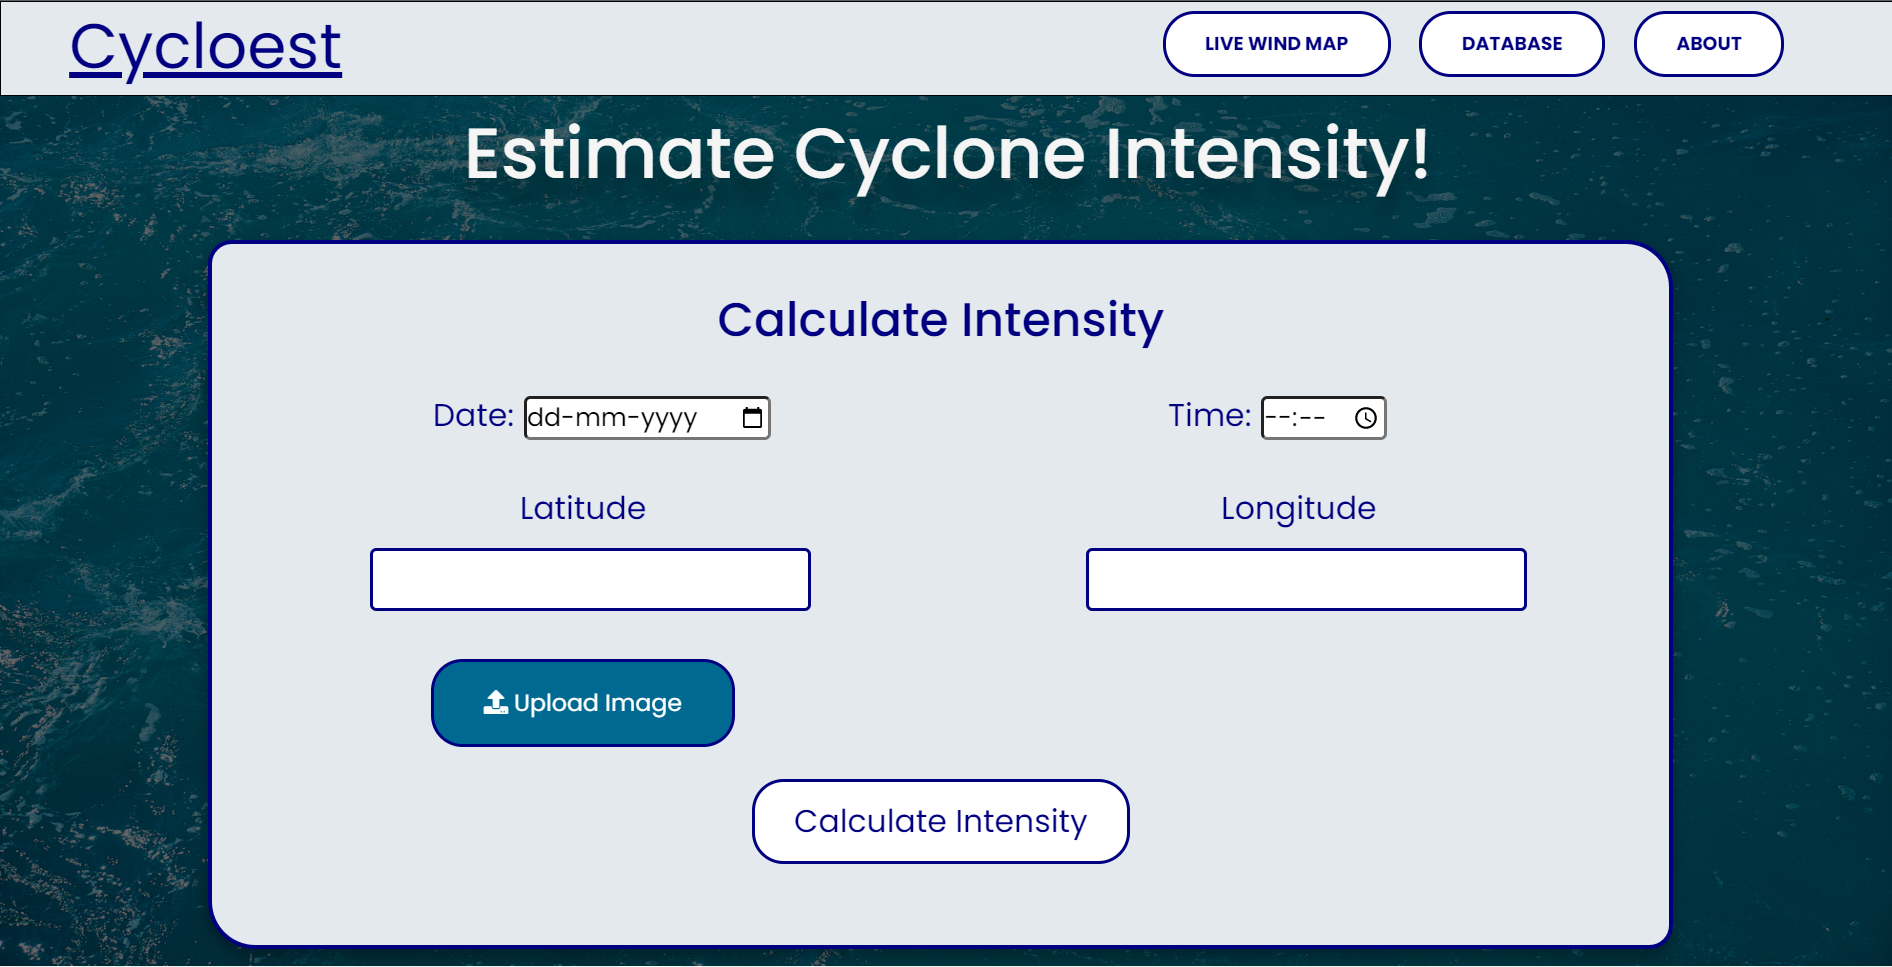 Cycloest
LIVE WIND MAP
DATABASE
ABOUT
Estimate Cyclone Intensity!
Calculate Intensity
Date: dd-mm-yyyy
Time: --:--
Latitude
Longitude
Upload Image
Calculate Intensity